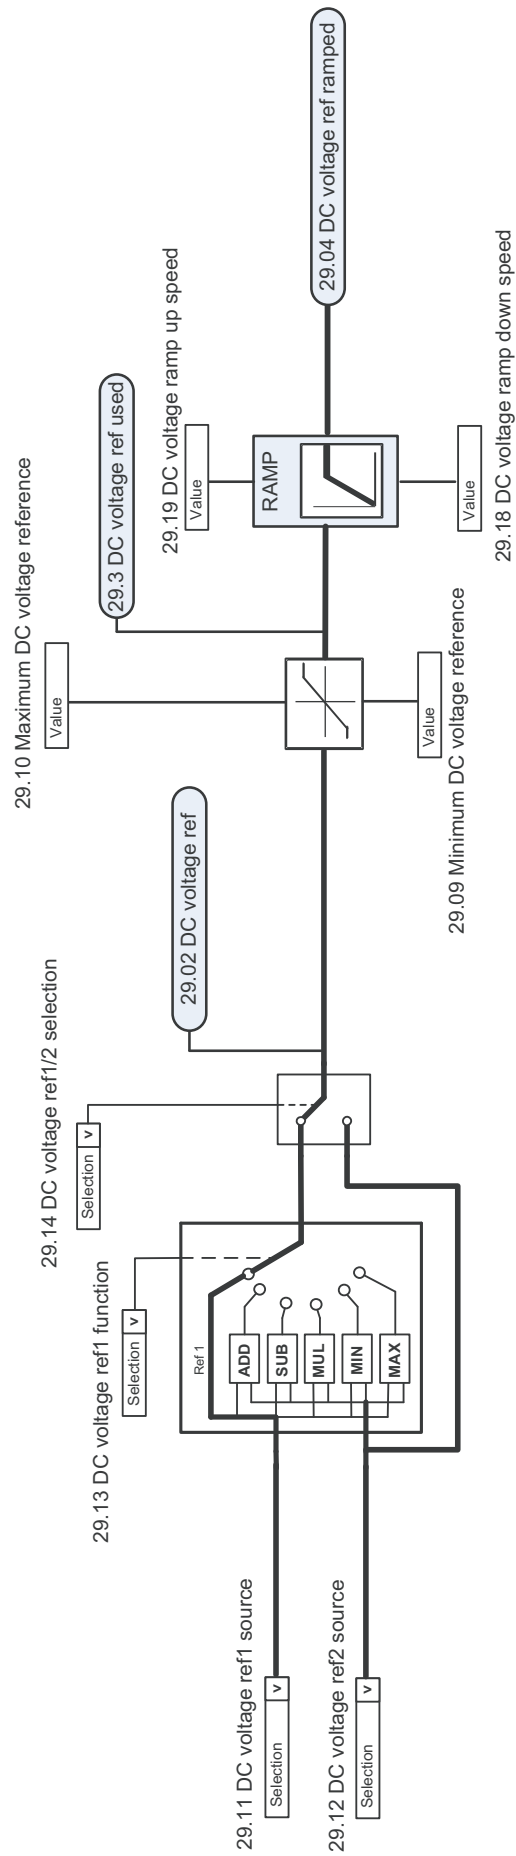 29.11 DC voltage ref1 source
Selection
v
29.12 DC voltage ref2 source
Selection
v
29.13 DC voltage ref1 function
Selection
v
Ref 1
ADD
SUB
MUL
MIN
MAX
29.14 DC voltage ref1/2 selection
Selection
v
29.02 DC voltage ref
29.10 Maximum DC voltage reference
Value
29.09 Minimum DC voltage reference
Value
29.3 DC voltage ref used
29.19 DC voltage ramp up speed
Value
RAMP
29.18 DC voltage ramp down speed
Value
29.04 DC voltage ref ramped